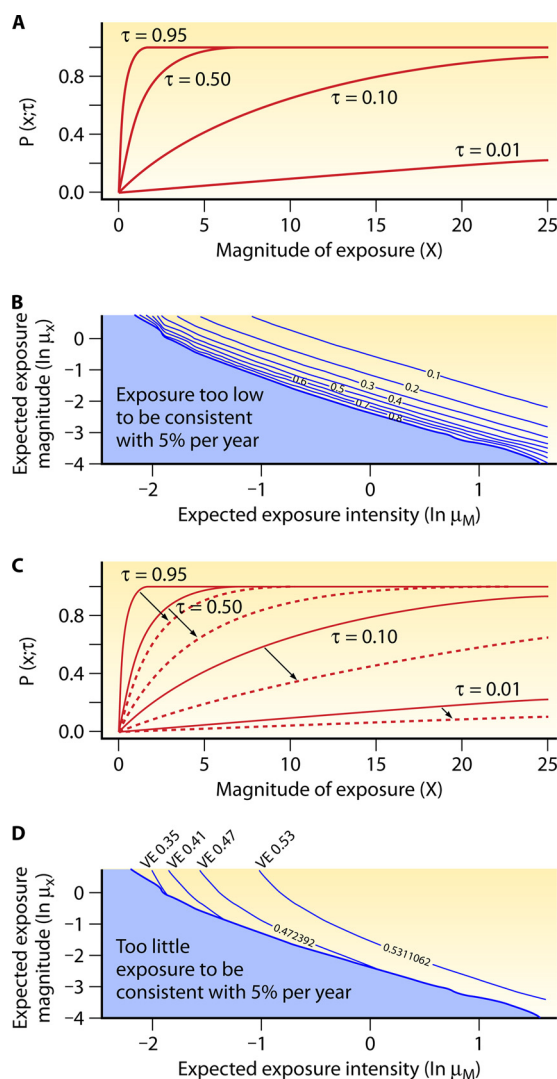 A
τ = 0.95
τ = 0.50
τ = 0.10
τ = 0.01
P (x;τ)
0.8
0.4
0.0
0 5 10 15 20 25
Magnitude of exposure (X)
B
Expected exposure
magnitude (ln μx)
0
−1
−2
−3
−4
0.1
0.2
0.3
0.4
0.5
0.6
0.7
0.8
Exposure too low
to be consistent
with 5% per year
−2 −1 0 1
Expected exposure intensity (ln μM)
C
τ = 0.95
τ = 0.50
τ = 0.10
τ = 0.01
P (x;τ)
0.8
0.4
0.0
0 5 10 15 20 25
Magnitude of exposure (X)
D
VE 0.35
VE 0.41
VE 0.47
VE 0.53
Expected exposure
magnitude (ln μx)
0
−1
−2
−3
−4
0.472392
0.5311062
Too little
exposure to be
consistent with 5% per year
−2 −1 0 1
Expected exposure intensity (ln μM)